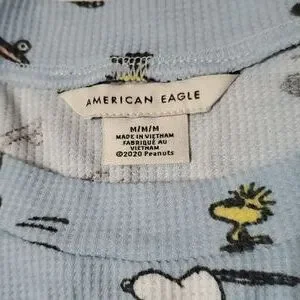 AMERICAN EAGLE
M/M/M
MADE IN VIETNAM
FABRIQUÉ AU
VIETNAM
©2020 Peanuts